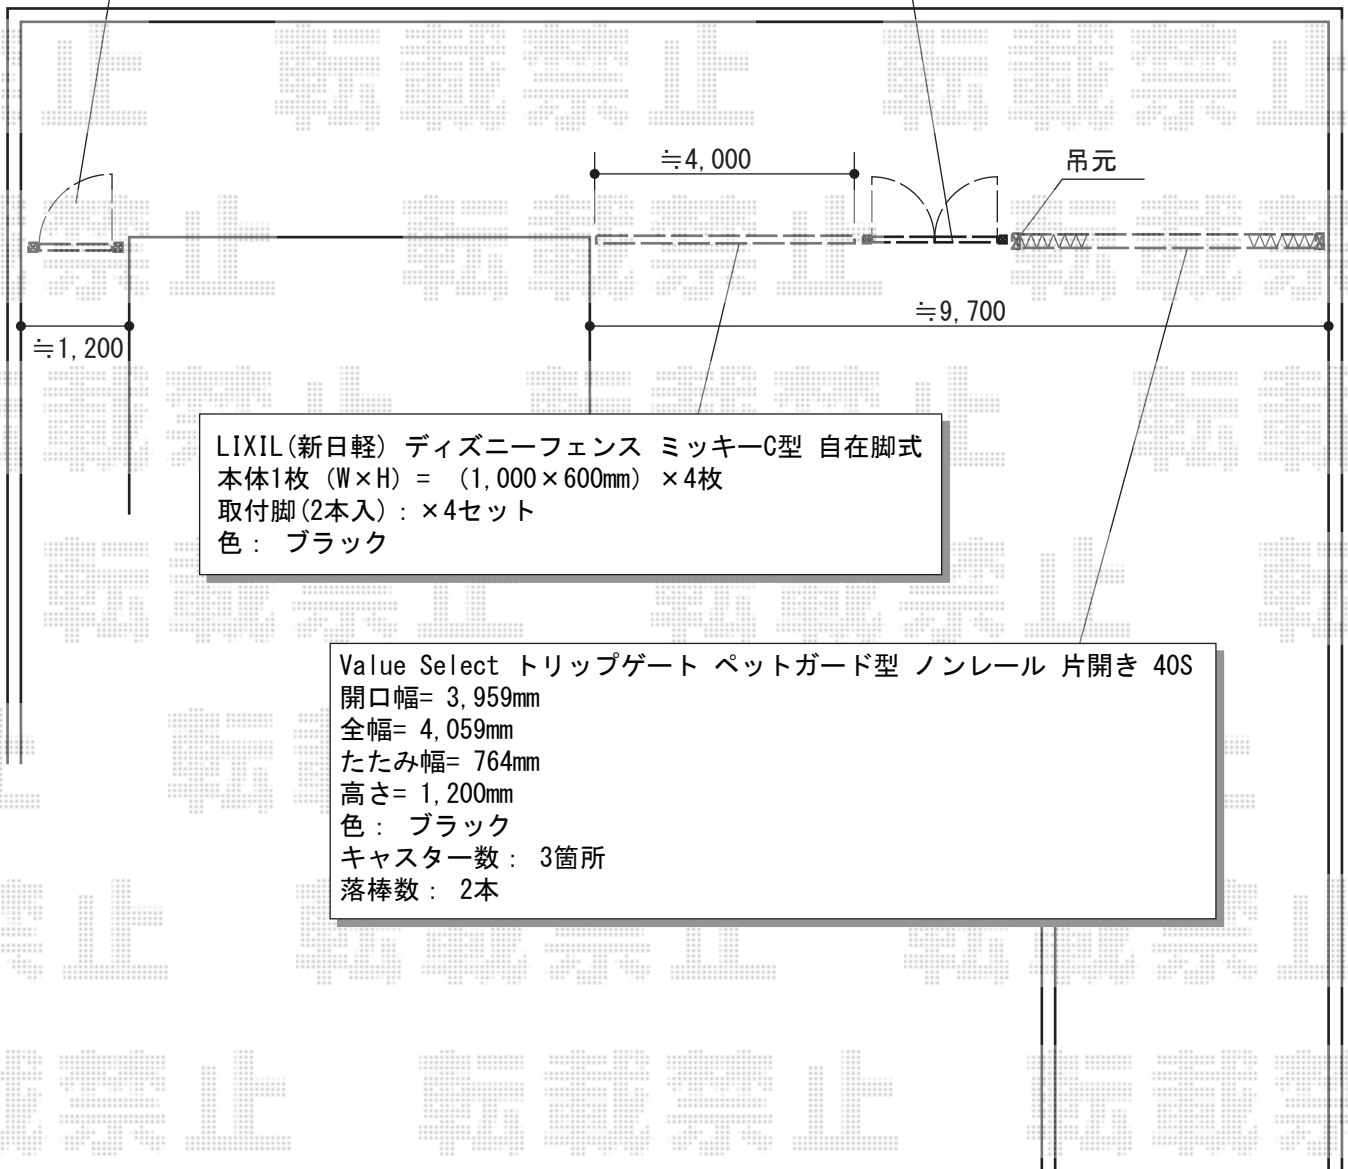 ≒4,000
吊元
≒9,700
≒1,200
LIXIL(新日軽) ディズニーフェンス ミッキーC型 自在脚式
本体1枚 (W×H) = (1,000×600mm) ×4枚
取付脚(2本入) : ×4セット
色 : ブラック
Value Select トリップゲート ペットガード型 ノンレール 片開き 40S
開口幅= 3,959mm
全幅= 4,059mm
たたみ幅= 764mm
高さ= 1,200mm
色 : ブラック
キャスター数 : 3箇所
落棒数 : 2本
転載禁止